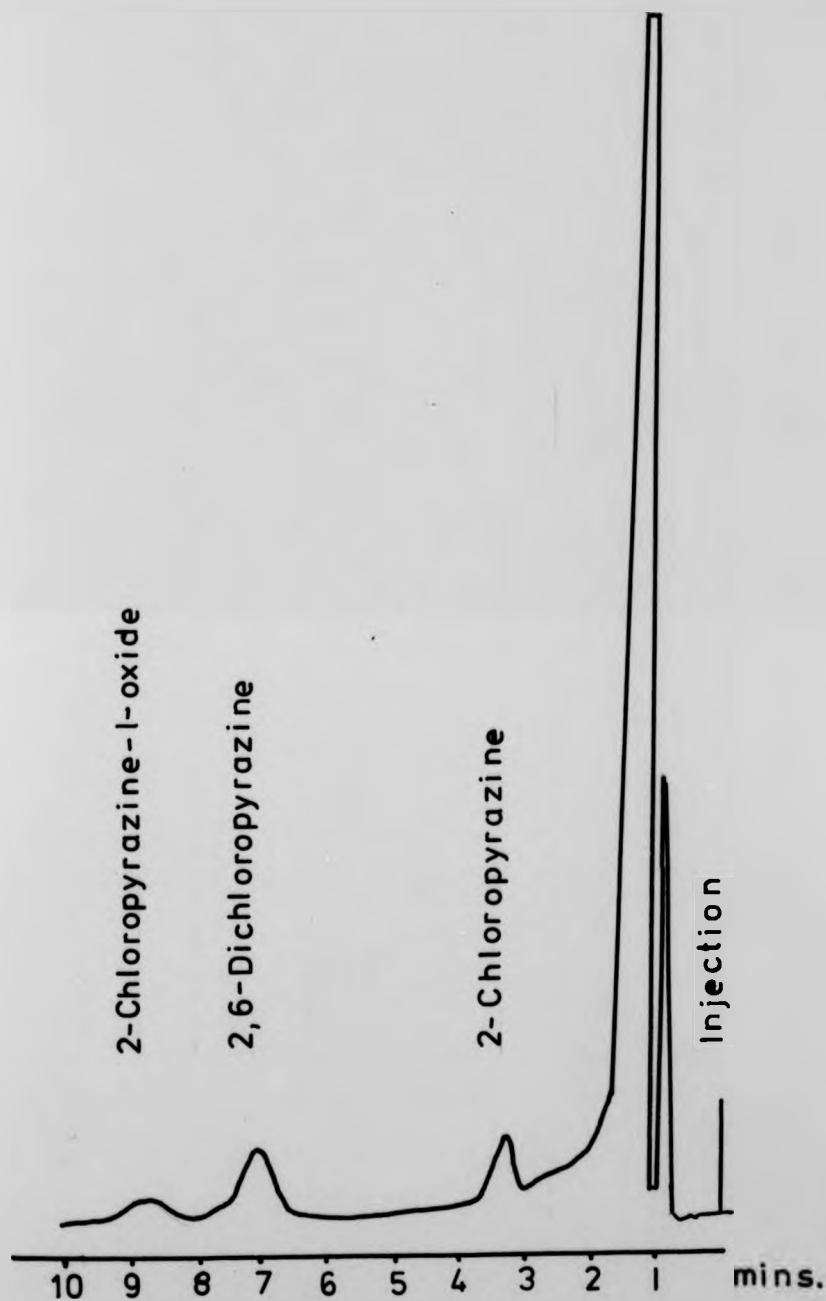 2-Chloropyrazine-1-oxide
2,6-Dichloropyrazine
2-Chloropyrazine
Injection
10 9 8 7 6 5 4 3 2 1 mins.